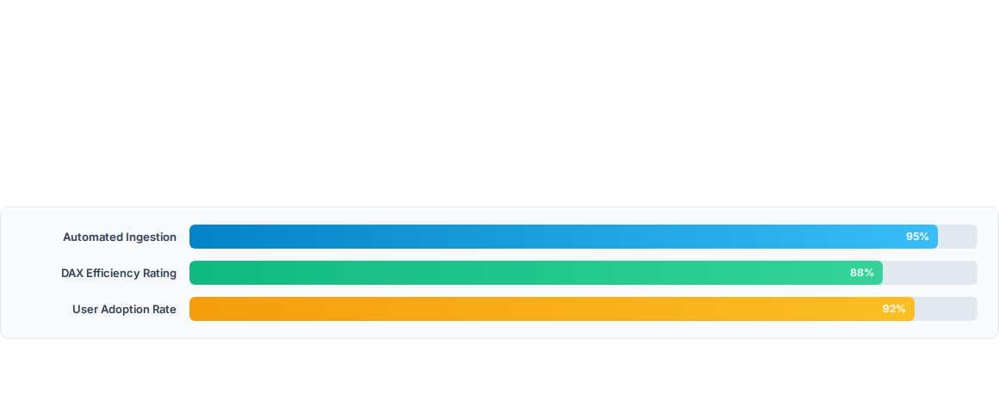 Automated Ingestion 95%
DAX Efficiency Rating 88%
User Adoption Rate 92%